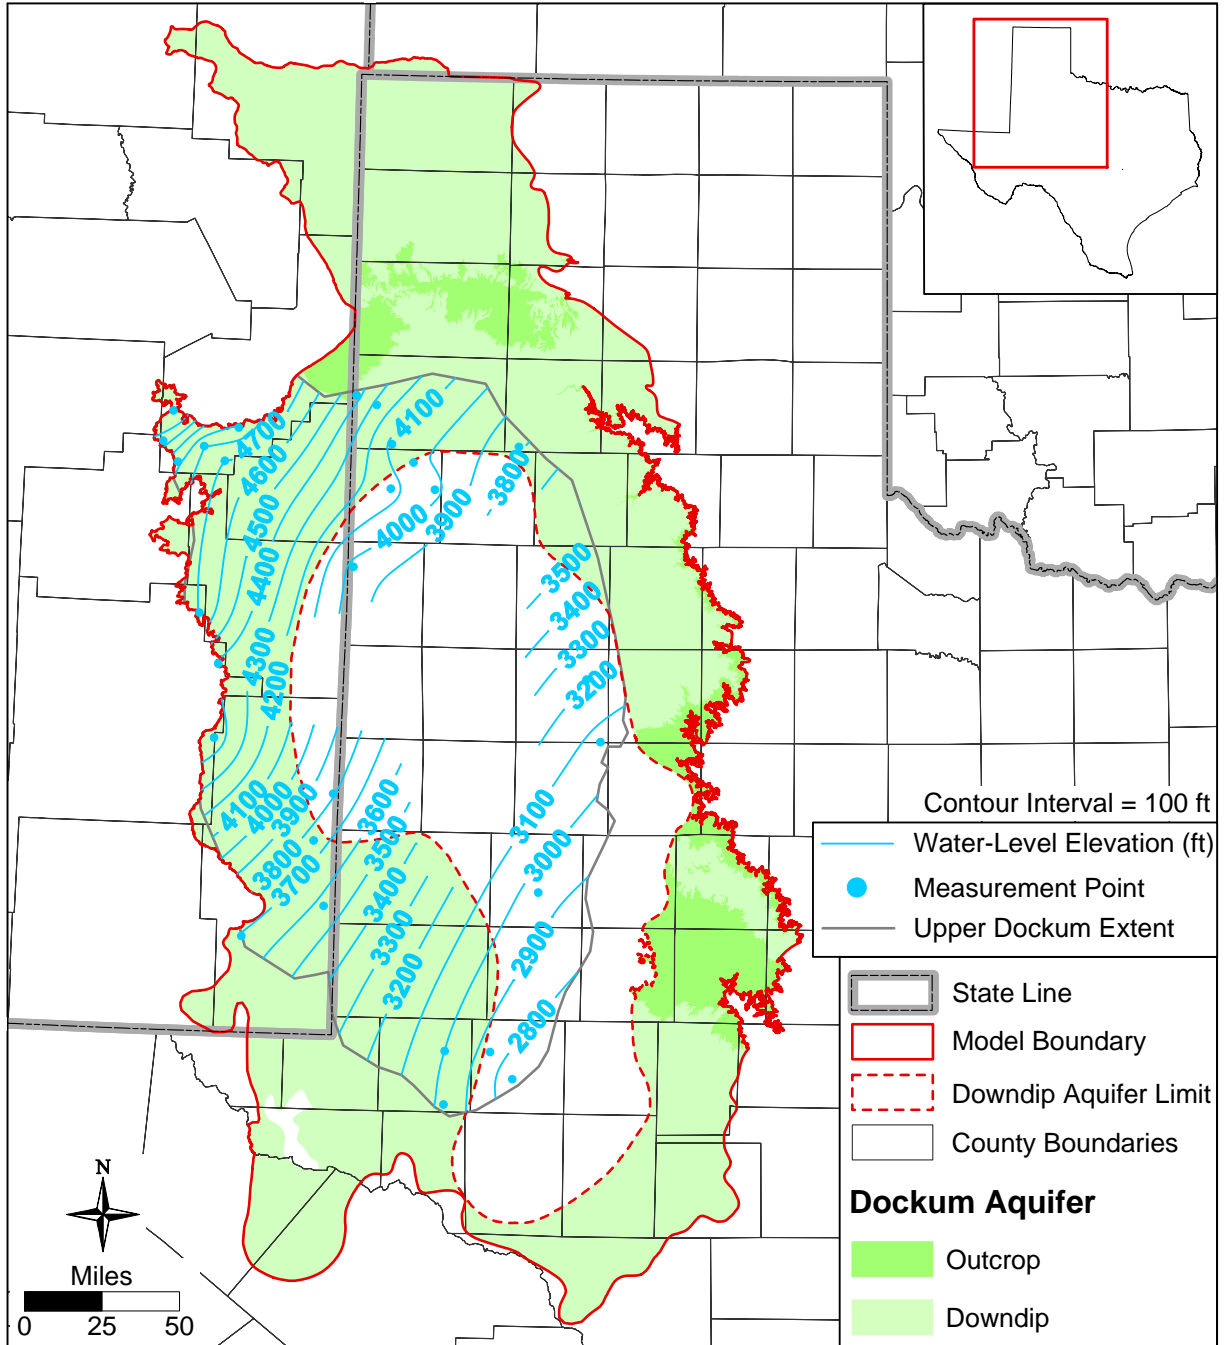 4700
4100
4600
3800
4500
4000
3900
4400
3500
3400
3300
4300
4200
3200
4100
4000
3900
3600
3500
3100
3800
3700
3400
3000
3300
2900
3200
2800
Contour Interval = 100 ft
Water-Level Elevation (ft)
Measurement Point
Upper Dockum Extent
State Line
Model Boundary
Downdip Aquifer Limit
County Boundaries
Dockum Aquifer
Outcrop
Downdip
N
Miles
0 25 50